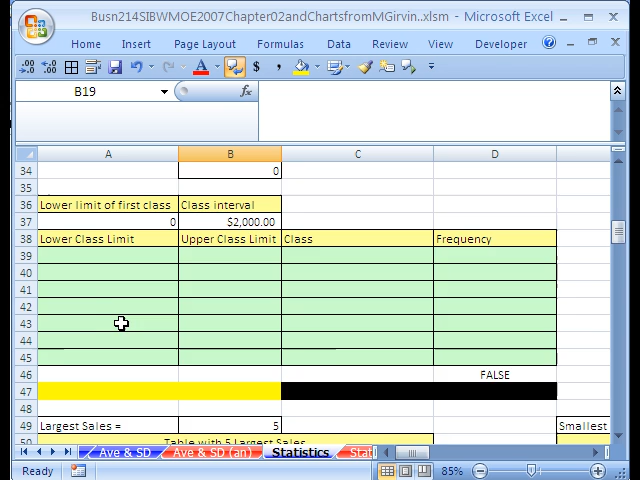 Busn214SIBWMOE2007Chapter02andChartsfromMGirvin..xlsm - Microsoft Excel
Home Insert Page Layout Formulas Data Review View Developer
B19 fx
A B C D
34 0
35
36 Lower limit of first class Class interval
37 0 $2,000.00
38 Lower Class Limit Upper Class Limit Class Frequency
39
40
41
42
43
44
45
46 FALSE
47
48
49 Largest Sales = 5 Smallest
50 Table with 5 Largest Sales
Ave & SD Ave & SD (an) Statistics Stati
Ready 85%